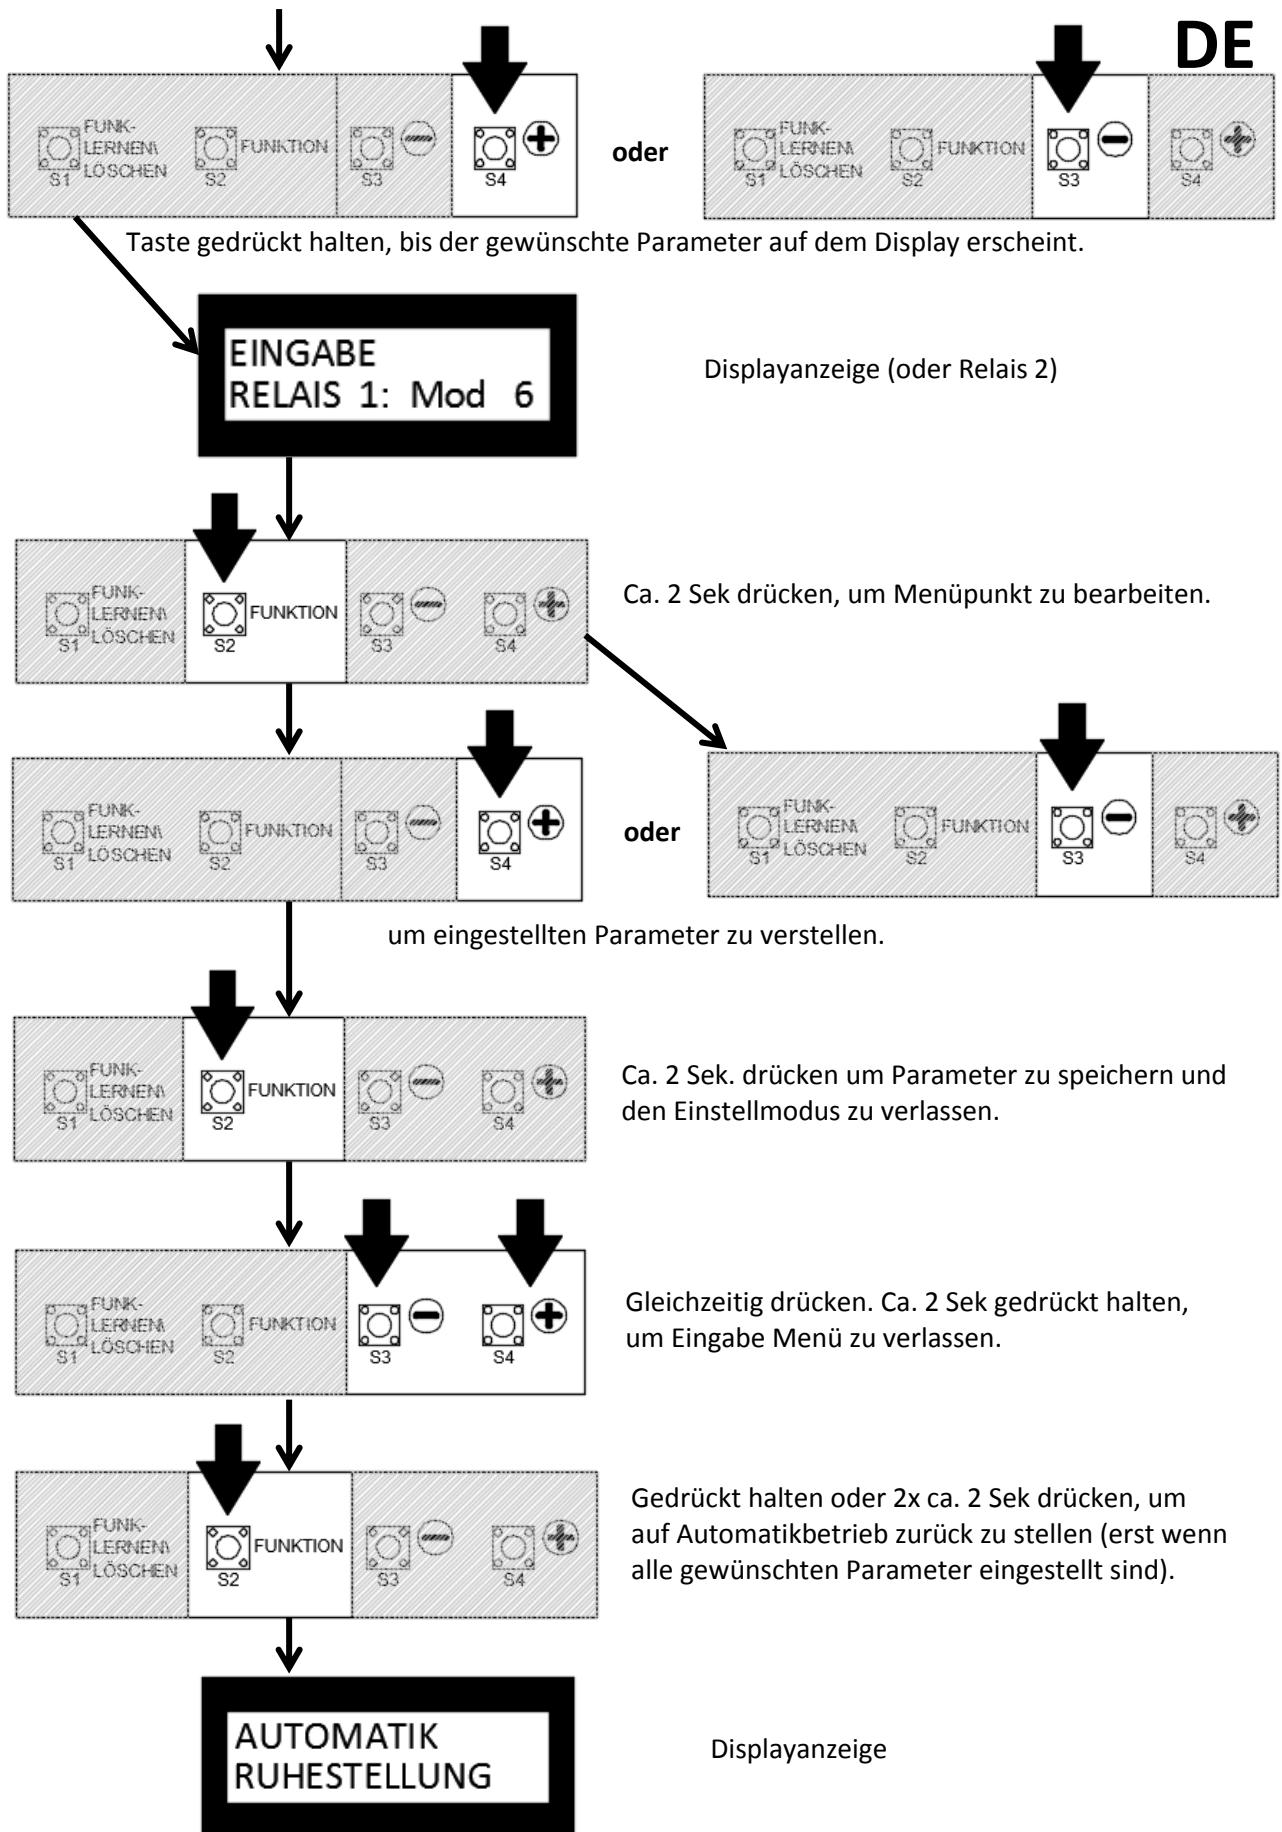 DE
FUNK-
LERNEN\
LÖSCHEN
S1
S2
FUNKTION
S3
S4
oder
FUNK-
LERNEN\
LÖSCHEN
S1
S2
FUNKTION
S3
S4
Taste gedrückt halten, bis der gewünschte Parameter auf dem Display erscheint.
EINGABE
RELAIS 1: Mod 6
Displayanzeige (oder Relais 2)
FUNK-
LERNEN\
LÖSCHEN
S1
S2
FUNKTION
S3
S4
Ca. 2 Sek drücken, um Menüpunkt zu bearbeiten.
FUNK-
LERNEN\
LÖSCHEN
S1
S2
FUNKTION
S3
S4
oder
FUNK-
LERNEN\
LÖSCHEN
S1
S2
FUNKTION
S3
S4
um eingestellten Parameter zu verstellen.
FUNK-
LERNEN\
LÖSCHEN
S1
S2
FUNKTION
S3
S4
Ca. 2 Sek. drücken um Parameter zu speichern und
den Einstellmodus zu verlassen.
FUNK-
LERNEN\
LÖSCHEN
S1
S2
FUNKTION
S3
S4
Gleichzeitig drücken. Ca. 2 Sek gedrückt halten,
um Eingabe Menü zu verlassen.
FUNK-
LERNEN\
LÖSCHEN
S1
S2
FUNKTION
S3
S4
Gedrückt halten oder 2x ca. 2 Sek drücken, um
auf Automatikbetrieb zurück zu stellen (erst wenn
alle gewünschten Parameter eingestellt sind).
AUTOMATIK
RUHESTELLUNG
Displayanzeige